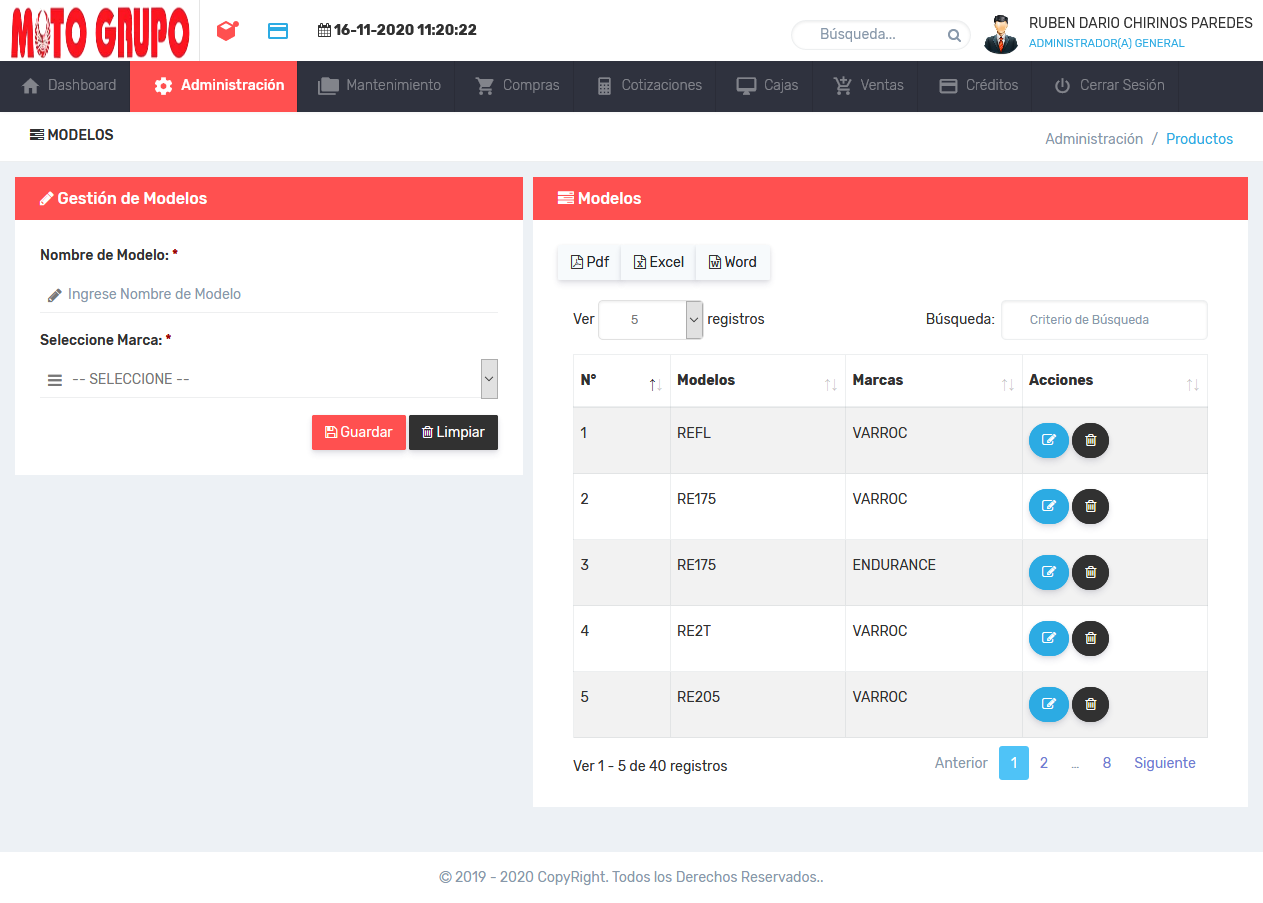 MOTO GRUPO
16-11-2020 11:20:22
Búsqueda...
RUBEN DARIO CHIRINOS PAREDES
ADMINISTRADOR(A) GENERAL
Dashboard Administración Mantenimiento Compras Cotizaciones Cajas Ventas Créditos Cerrar Sesión
MODELOS
Administración / Productos
Gestión de Modelos
Nombre de Modelo: *
Ingrese Nombre de Modelo
Seleccione Marca: *
-- SELECCIONE --
Guardar Limpiar
Modelos
Pdf Excel Word
Ver 5 registros Búsqueda: Criterio de Búsqueda
N° Modelos Marcas Acciones
1 REFL VARROC
2 RE175 VARROC
3 RE175 ENDURANCE
4 RE2T VARROC
5 RE205 VARROC
Ver 1 - 5 de 40 registros Anterior 1 2 … 8 Siguiente
© 2019 - 2020 CopyRight. Todos los Derechos Reservados..